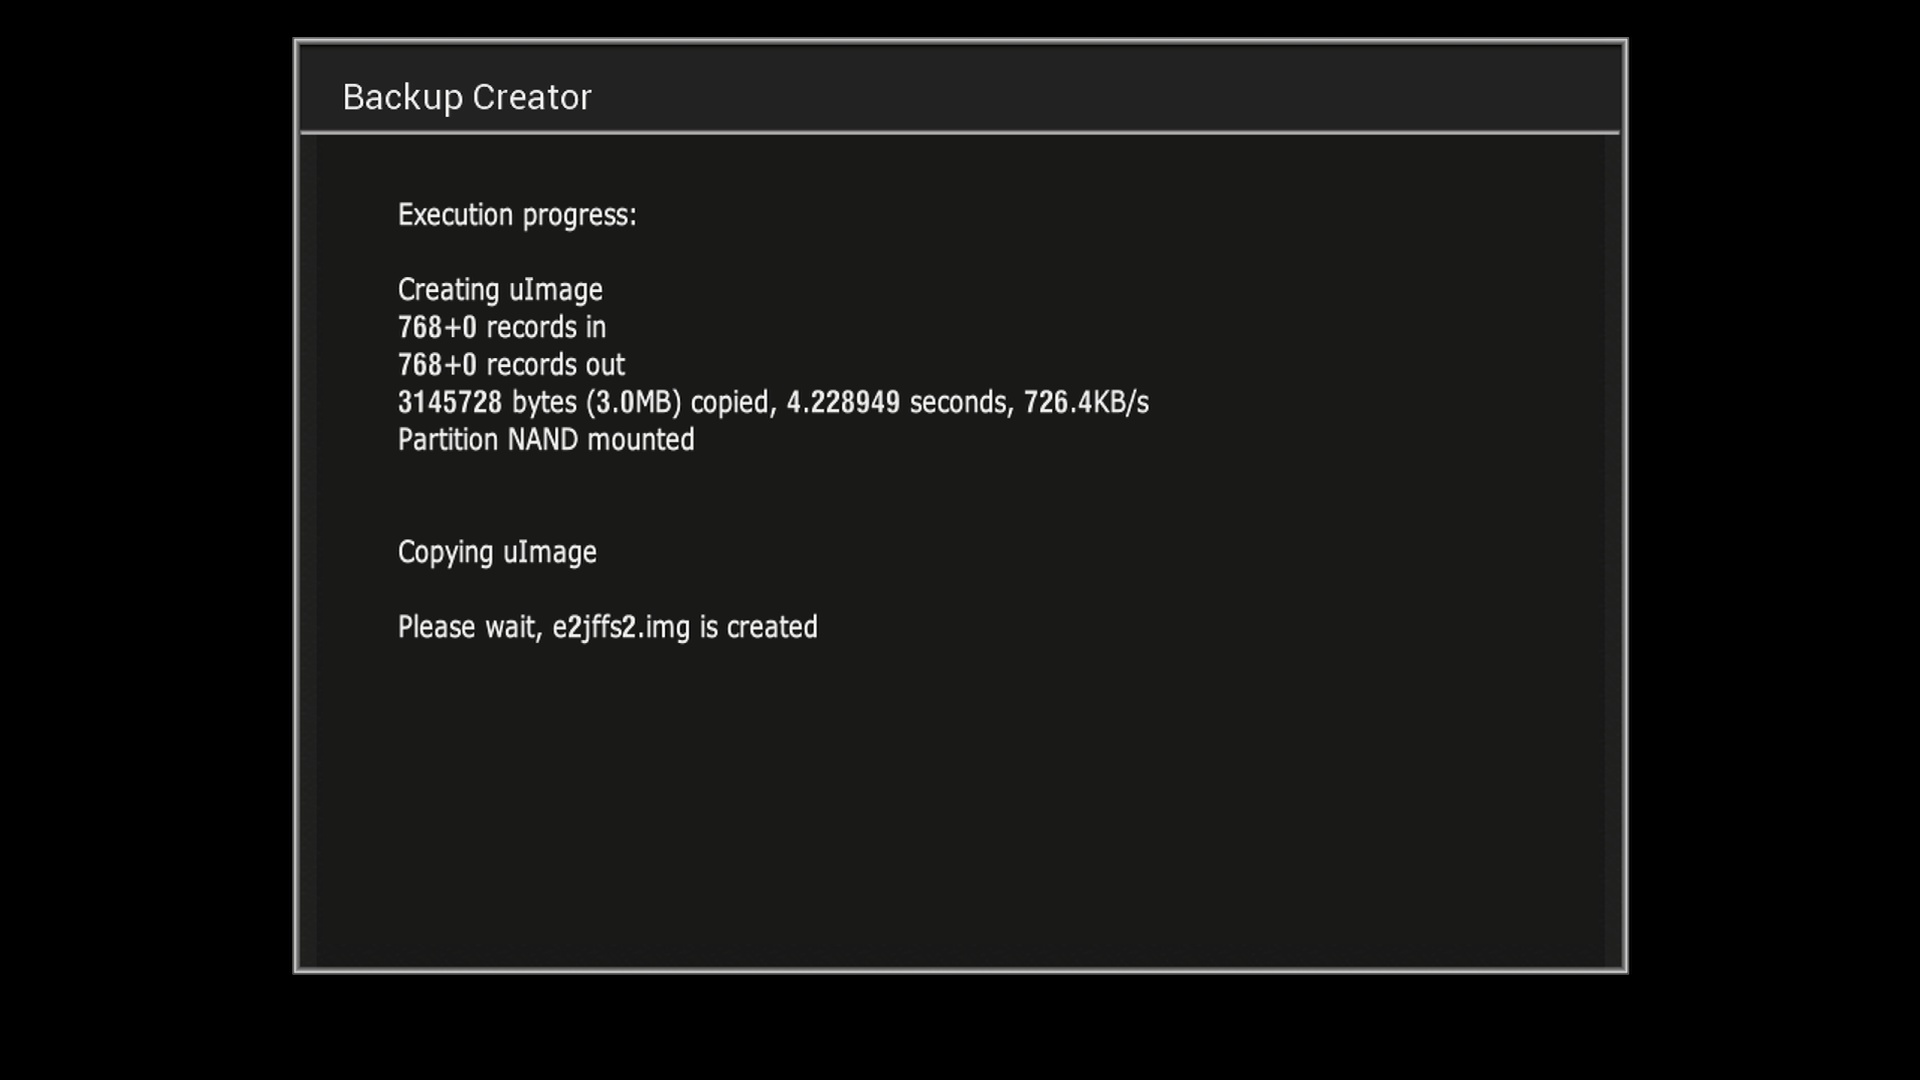 Backup Creator
Execution progress:
Creating uImage
768+0 records in
768+0 records out
3145728 bytes (3.0MB) copied, 4.228949 seconds, 726.4KB/s
Partition NAND mounted
Copying uImage
Please wait, e2jffs2.img is created